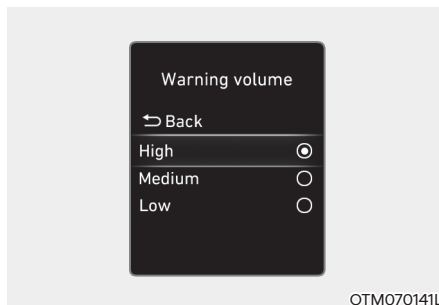 Warning volume
Back
High
Medium
Low
OTM070141L